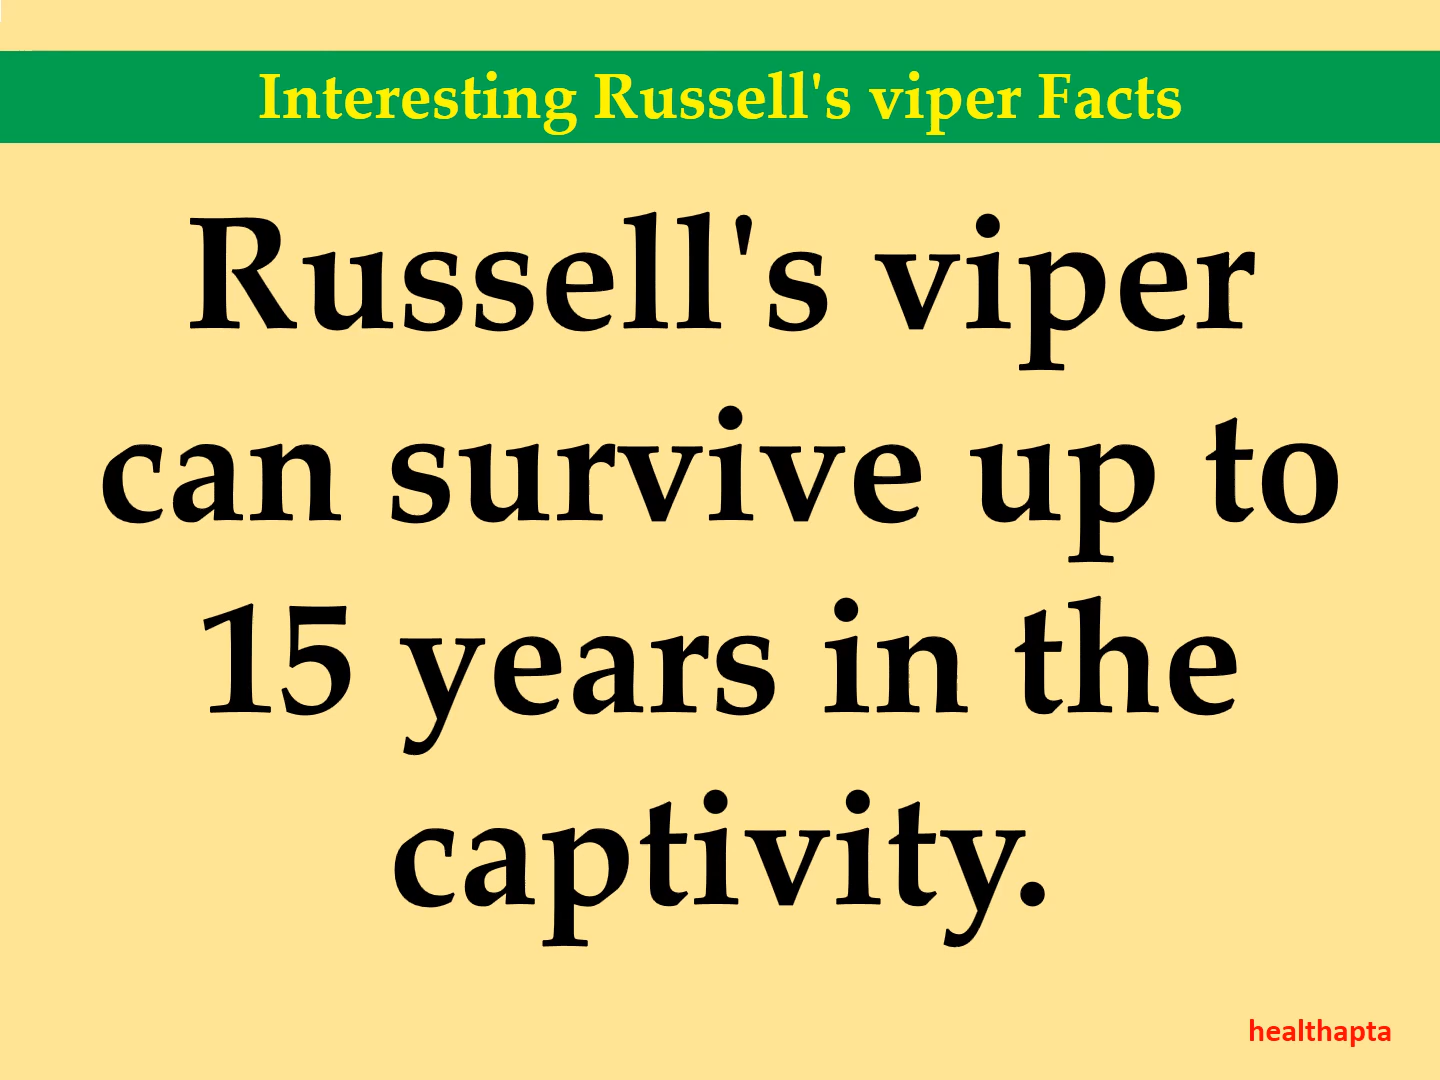 Interesting Russell's viper Facts
Russell's viper
can survive up to
15 years in the
captivity.
healthapta